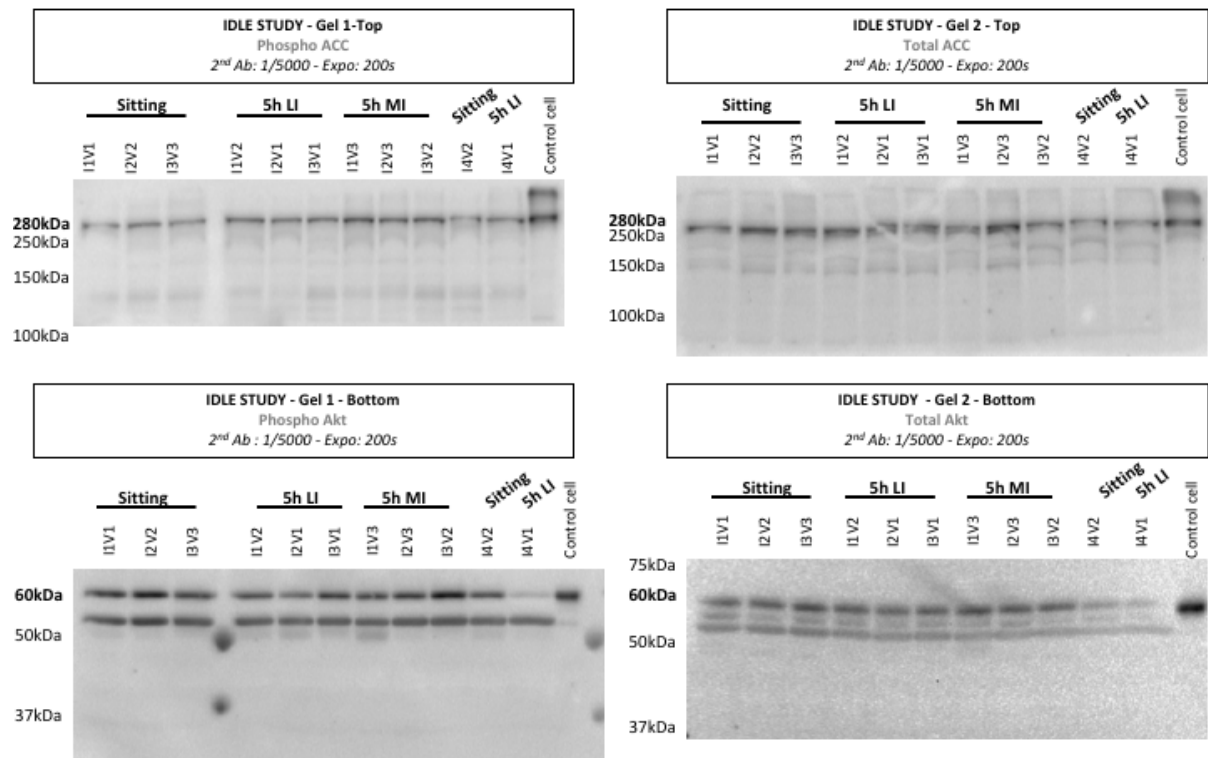 IDLE STUDY - Gel 1-Top
Phospho ACC
2nd Ab: 1/5000 - Expo: 200s
Sitting 5h LI 5h MI Sitting 5h LI Control cell
I1V1 I2V2 I3V3 I1V2 I2V1 I3V1 I1V3 I2V3 I3V2 I4V2 I4V1
280kDa
250kDa
150kDa
100kDa
IDLE STUDY - Gel 2 - Top
Total ACC
2nd Ab: 1/5000 - Expo: 200s
Sitting 5h LI 5h MI Sitting 5h LI Control cell
I1V1 I2V2 I3V3 I1V2 I2V1 I3V1 I1V3 I2V3 I3V2 I4V2 I4V1
280kDa
250kDa
150kDa
100kDa
IDLE STUDY - Gel 1 - Bottom
Phospho Akt
2nd Ab : 1/5000 - Expo: 200s
Sitting 5h LI 5h MI Sitting 5h LI Control cell
I1V1 I2V2 I3V3 I1V2 I2V1 I3V1 I1V3 I2V3 I3V2 I4V2 I4V1
60kDa
50kDa
37kDa
IDLE STUDY - Gel 2 - Bottom
Total Akt
2nd Ab: 1/5000 - Expo: 200s
Sitting 5h LI 5h MI Sitting 5h LI Control cell
I1V1 I2V2 I3V3 I1V2 I2V1 I3V1 I1V3 I2V3 I3V2 I4V2 I4V1
75kDa
60kDa
50kDa
37kDa